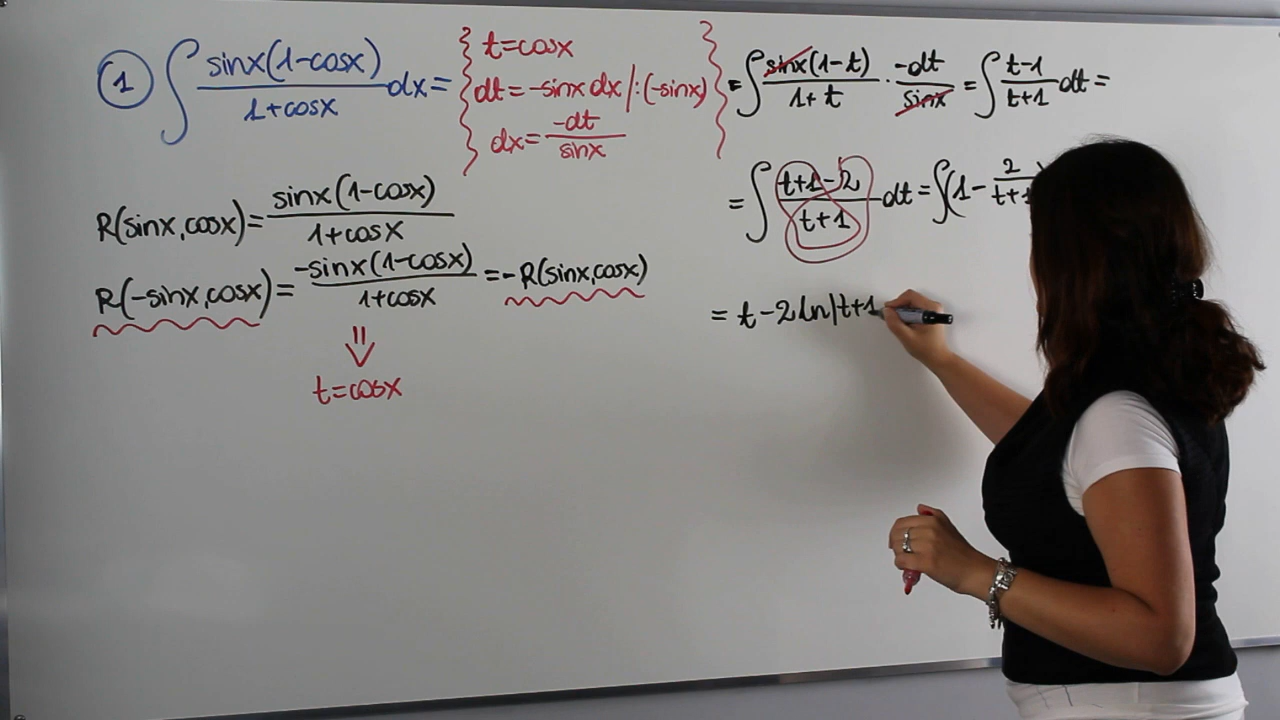 ① ∫ sinx(1-cosx)/1+cosx dx = { t=cosx dt=-sinx dx /:(-sinx) dx= -dt/sinx } = ∫ sinx(1-t)/1+t · -dt/sinx = ∫ t-1/t+1 dt =
= ∫ t+1-2/t+1 dt = ∫(1- 2/t+1
R(sinx,cosx)= sinx(1-cosx)/1+cosx
R(-sinx,cosx)= -sinx(1-cosx)/1+cosx =-R(sinx,cosx)
= t-2ln|t+1
⇓
t=cosx